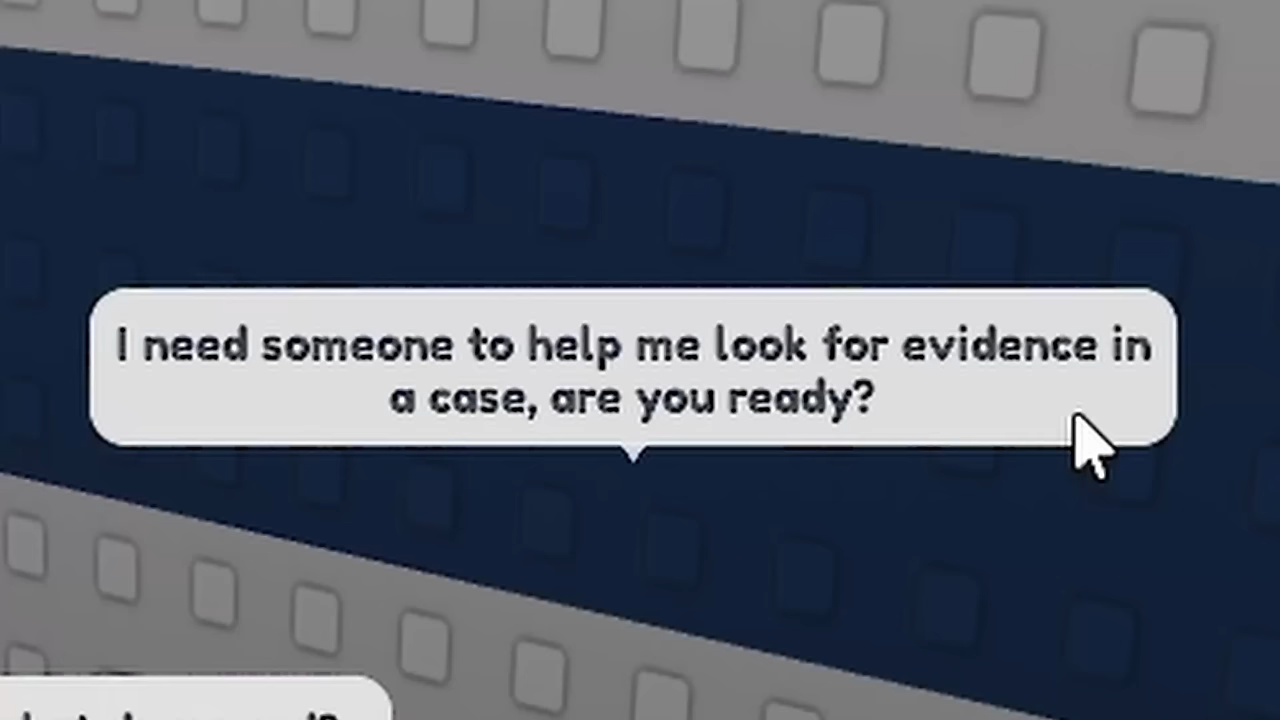 I need someone to help me look for evidence in
a case, are you ready?